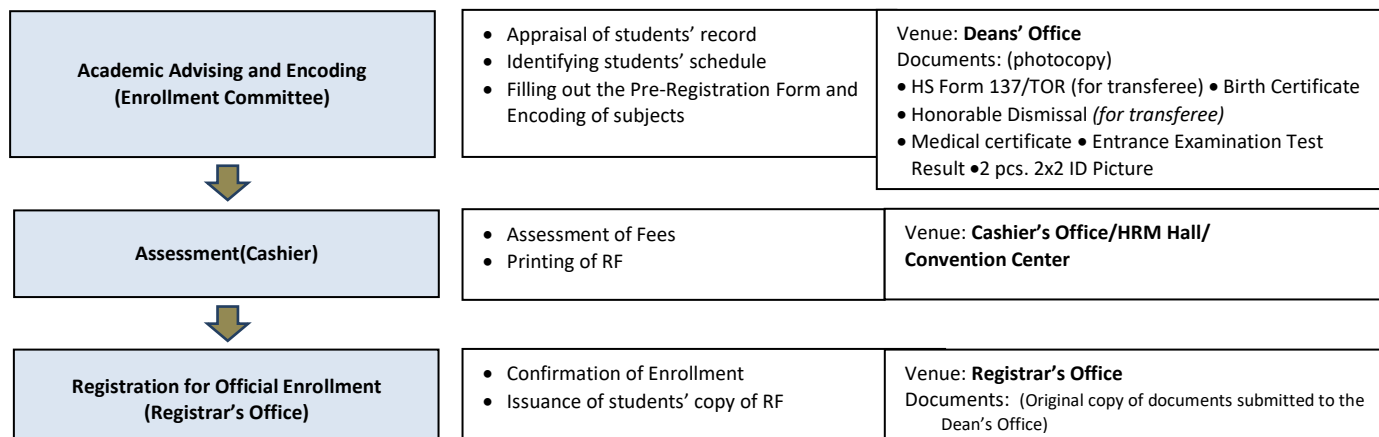 Academic Advising and Encoding
(Enrollment Committee)
• Appraisal of students’ record
• Identifying students’ schedule
• Filling out the Pre-Registration Form and
Encoding of subjects
Venue: Deans’ Office
Documents: (photocopy)
• HS Form 137/TOR (for transferee) • Birth Certificate
• Honorable Dismissal (for transferee)
• Medical certificate • Entrance Examination Test
Result •2 pcs. 2x2 ID Picture
Assessment(Cashier)
• Assessment of Fees
• Printing of RF
Venue: Cashier’s Office/HRM Hall/
Convention Center
Registration for Official Enrollment
(Registrar’s Office)
• Confirmation of Enrollment
• Issuance of students’ copy of RF
Venue: Registrar’s Office
Documents: (Original copy of documents submitted to the
Dean’s Office)